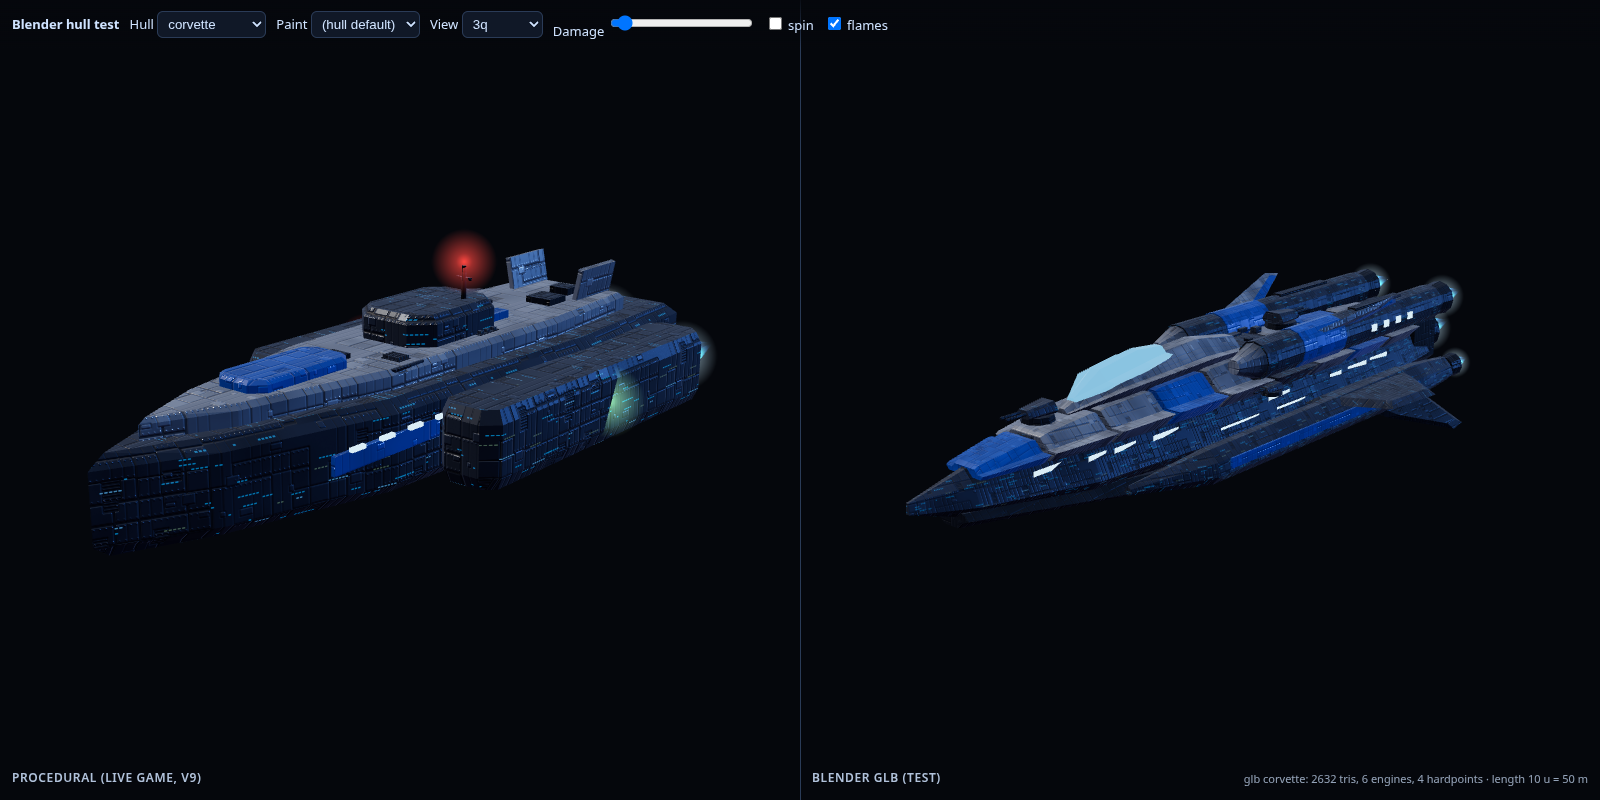 Blender hull test Hull corvette Paint (hull default) View 3q Damage spin flames
PROCEDURAL (LIVE GAME, V9)
BLENDER GLB (TEST)
glb corvette: 2632 tris, 6 engines, 4 hardpoints · length 10 u = 50 m